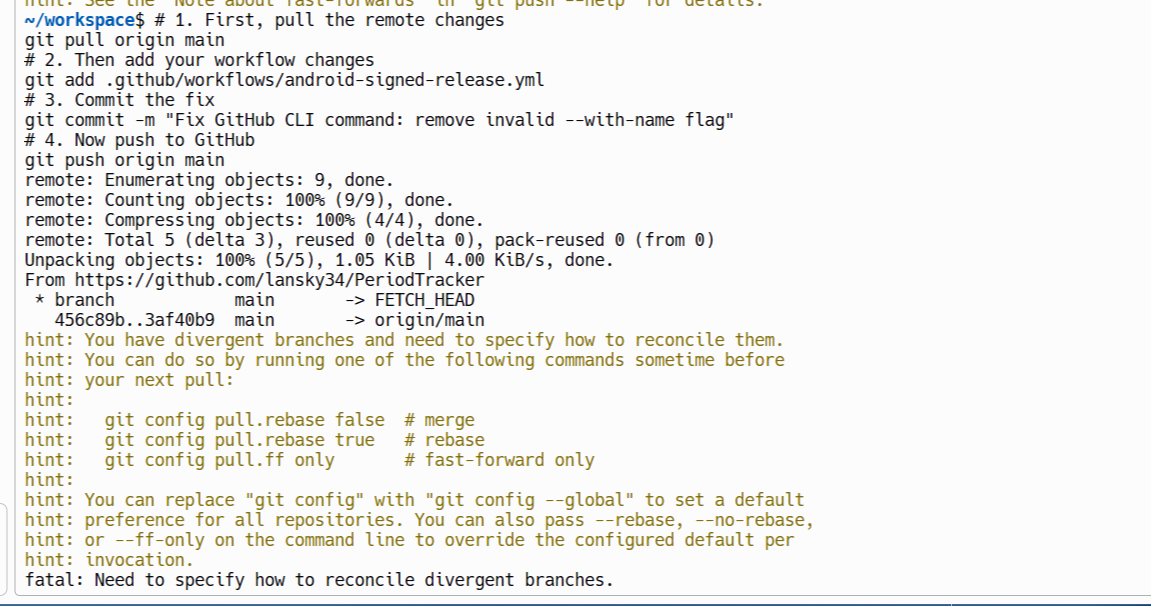 hint: See the 'Note about fast-forwards' in 'git push --help' for details.
~/workspace$ # 1. First, pull the remote changes
git pull origin main
# 2. Then add your workflow changes
git add .github/workflows/android-signed-release.yml
# 3. Commit the fix
git commit -m "Fix GitHub CLI command: remove invalid --with-name flag"
# 4. Now push to GitHub
git push origin main
remote: Enumerating objects: 9, done.
remote: Counting objects: 100% (9/9), done.
remote: Compressing objects: 100% (4/4), done.
remote: Total 5 (delta 3), reused 0 (delta 0), pack-reused 0 (from 0)
Unpacking objects: 100% (5/5), 1.05 KiB | 4.00 KiB/s, done.
From https://github.com/lansky34/PeriodTracker
 * branch            main       -> FETCH_HEAD
   456c89b..3af40b9  main       -> origin/main
hint: You have divergent branches and need to specify how to reconcile them.
hint: You can do so by running one of the following commands sometime before
hint: your next pull:
hint:
hint:   git config pull.rebase false  # merge
hint:   git config pull.rebase true   # rebase
hint:   git config pull.ff only       # fast-forward only
hint:
hint: You can replace "git config" with "git config --global" to set a default
hint: preference for all repositories. You can also pass --rebase, --no-rebase,
hint: or --ff-only on the command line to override the configured default per
hint: invocation.
fatal: Need to specify how to reconcile divergent branches.